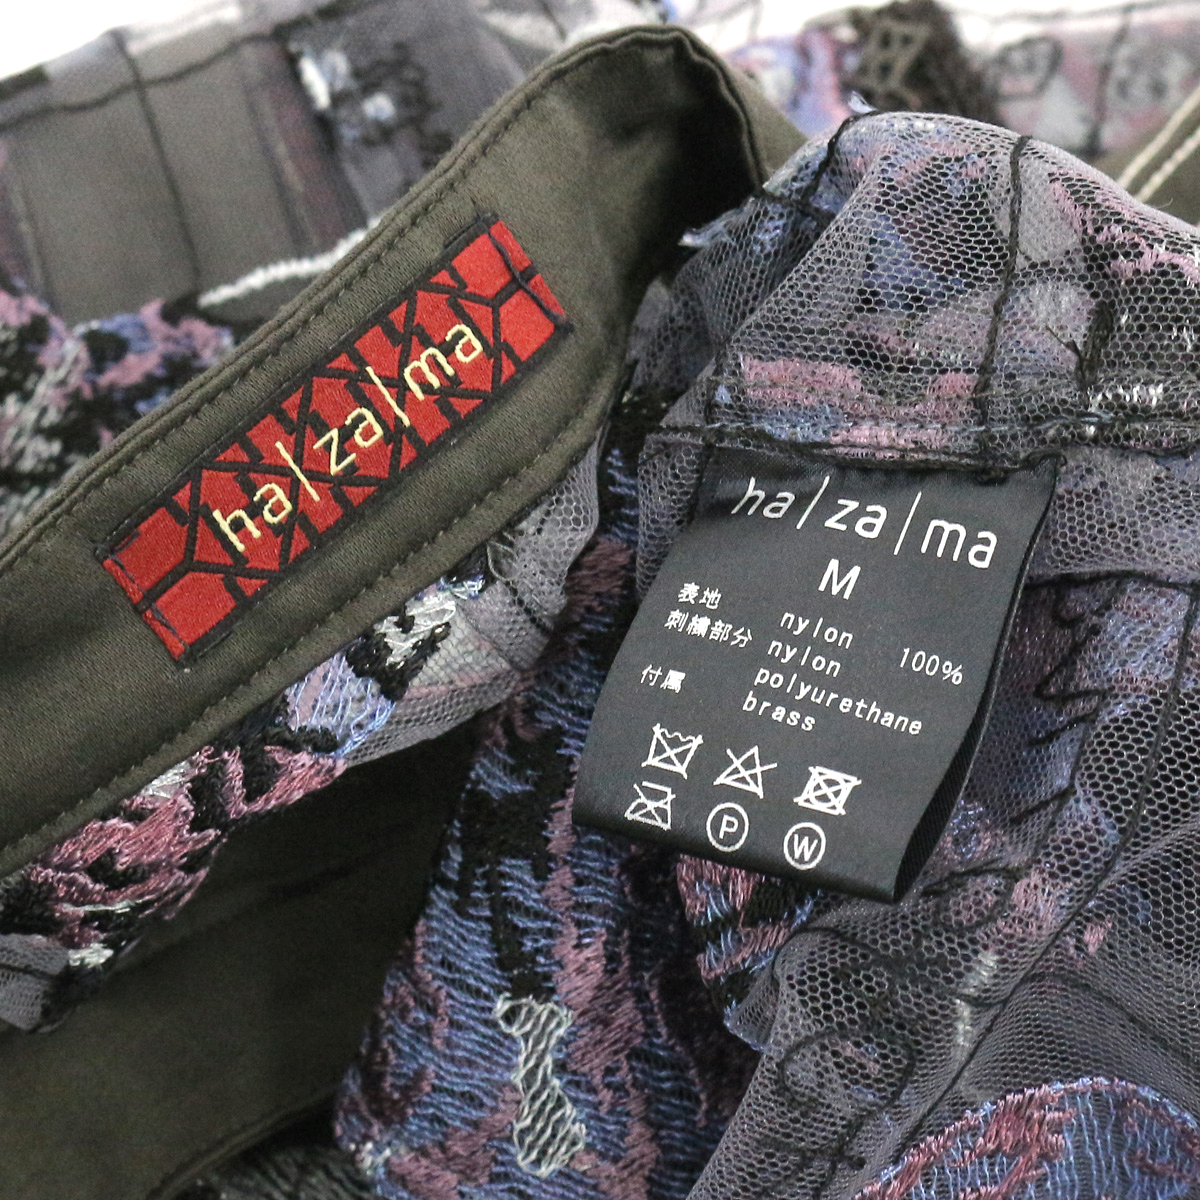 ha/za/ma
ha/za/ma
M
表地 nylon 100%
刺繍部分 nylon
polyurethane
付属 brass
P W